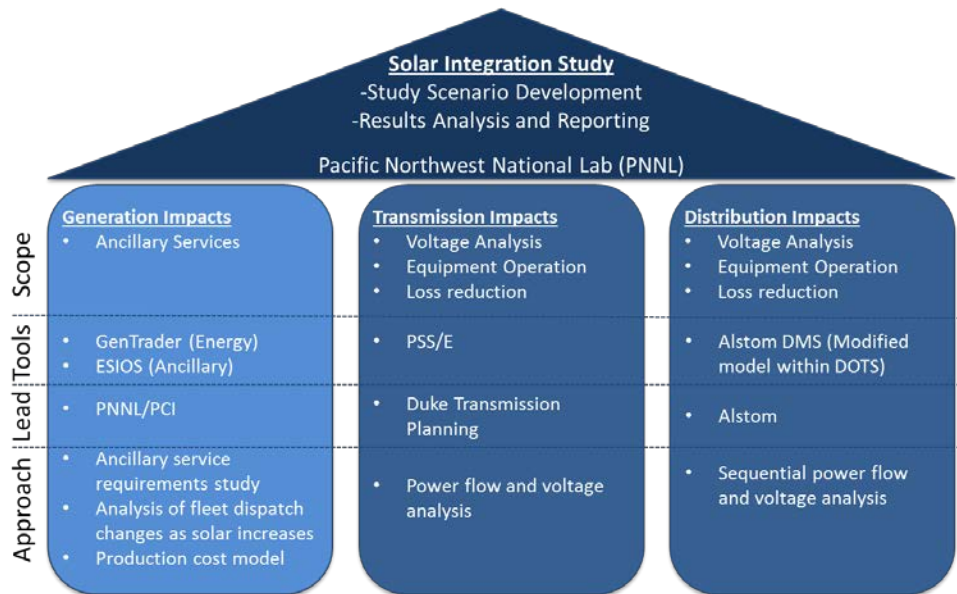 Solar Integration Study
-Study Scenario Development
-Results Analysis and Reporting
Pacific Northwest National Lab (PNNL)
Scope
Generation Impacts
• Ancillary Services
Transmission Impacts
• Voltage Analysis
• Equipment Operation
• Loss reduction
Distribution Impacts
• Voltage Analysis
• Equipment Operation
• Loss reduction
Tools
• GenTrader (Energy)
• ESIOS (Ancillary)
• PSS/E
• Alstom DMS (Modified
model within DOTS)
Lead
• PNNL/PCI
• Duke Transmission
Planning
• Alstom
Approach
• Ancillary service
requirements study
• Analysis of fleet dispatch
changes as solar increases
• Production cost model
• Power flow and voltage
analysis
• Sequential power flow
and voltage analysis